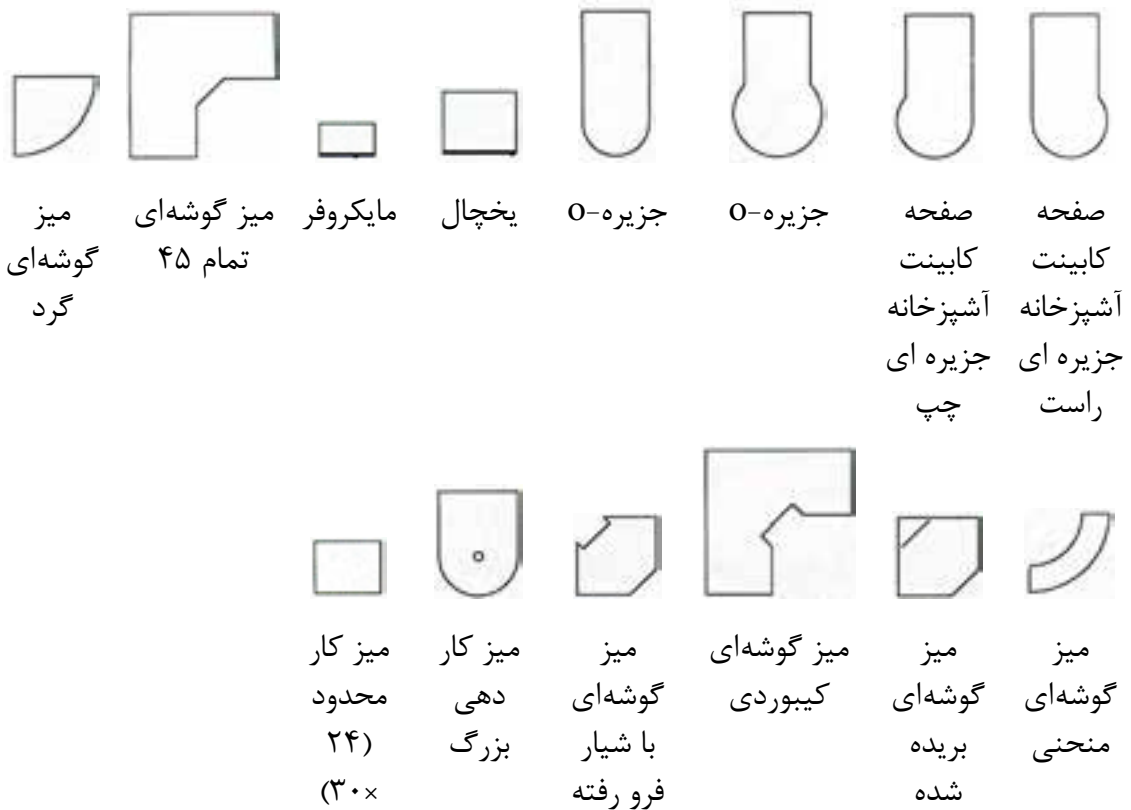 صفحه
کابینت
آشپزخانه
جزیره ای
راست
صفحه
کابینت
آشپزخانه
جزیره ای
چپ
جزیره-o
جزیره-o
یخچال
مایکروفر
میز گوشه‌ای
تمام ۴۵
میز
گوشه‌ای
گرد
میز
گوشه‌ای
منحنی
میز
گوشه‌ای
بریده
شده
میز گوشه‌ای
کیبوردی
میز
گوشه‌ای
با شیار
فرو رفته
میز کار
دهی
بزرگ
میز کار
محدود
(۲۴
×۳۰)